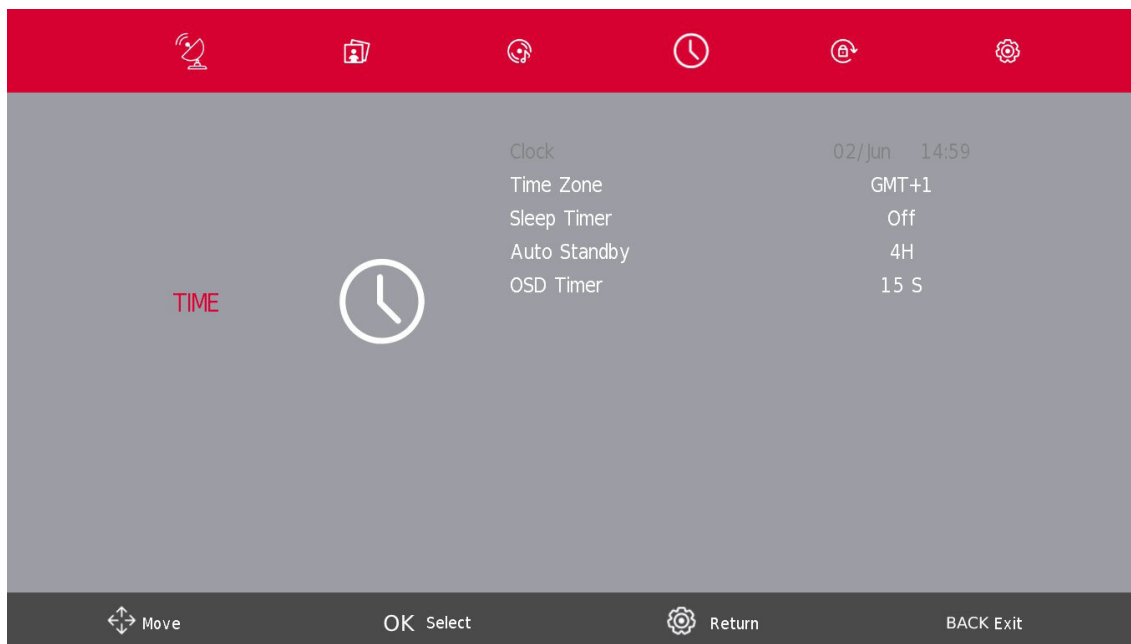 Clock 02/Jun 14:59
Time Zone GMT+1
Sleep Timer Off
Auto Standby 4H
OSD Timer 15 S
TIME
Move OK Select Return BACK Exit